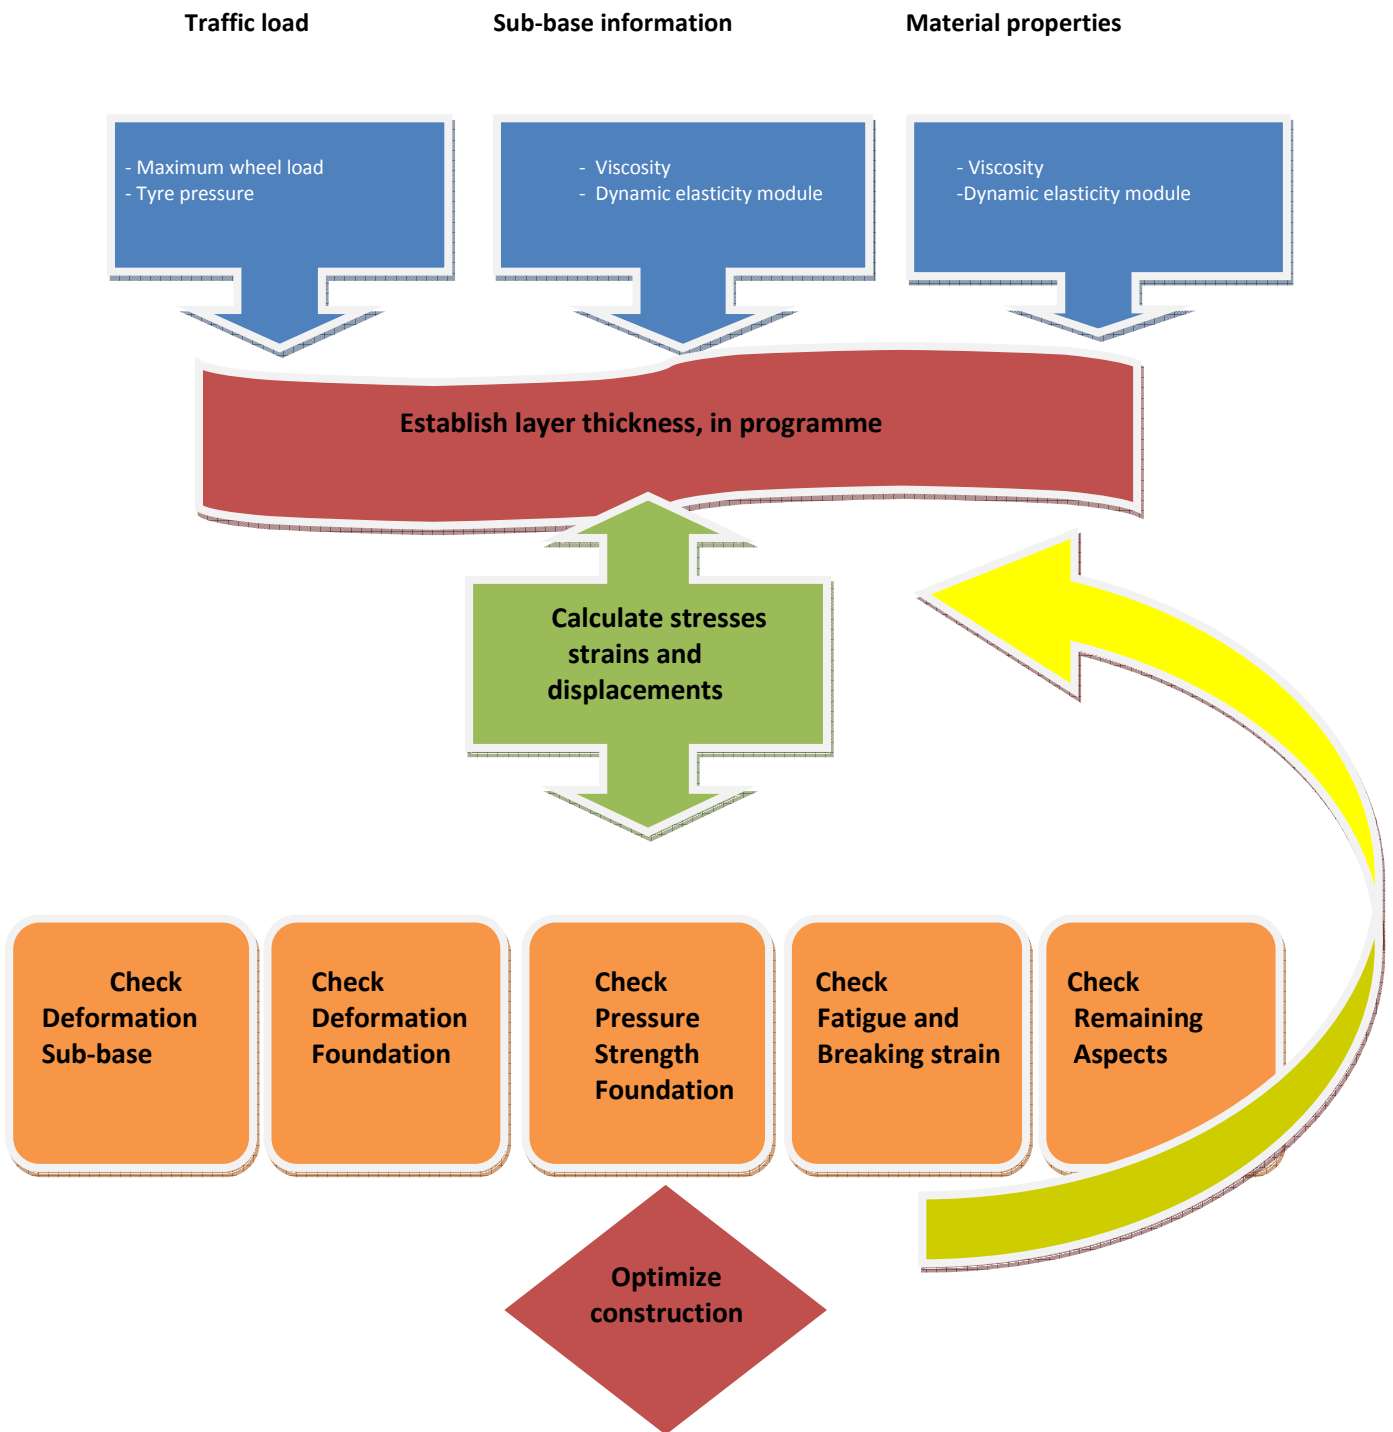 Traffic load
Sub-base information
Material properties
- Maximum wheel load
- Tyre pressure
- Viscosity
- Dynamic elasticity module
- Viscosity
-Dynamic elasticity module
Establish layer thickness, in programme
Calculate stresses
strains and
displacements
Check
Deformation
Sub-base
Check
Deformation
Foundation
Check
Pressure
Strength
Foundation
Check
Fatigue and
Breaking strain
Check
Remaining
Aspects
Optimize
construction